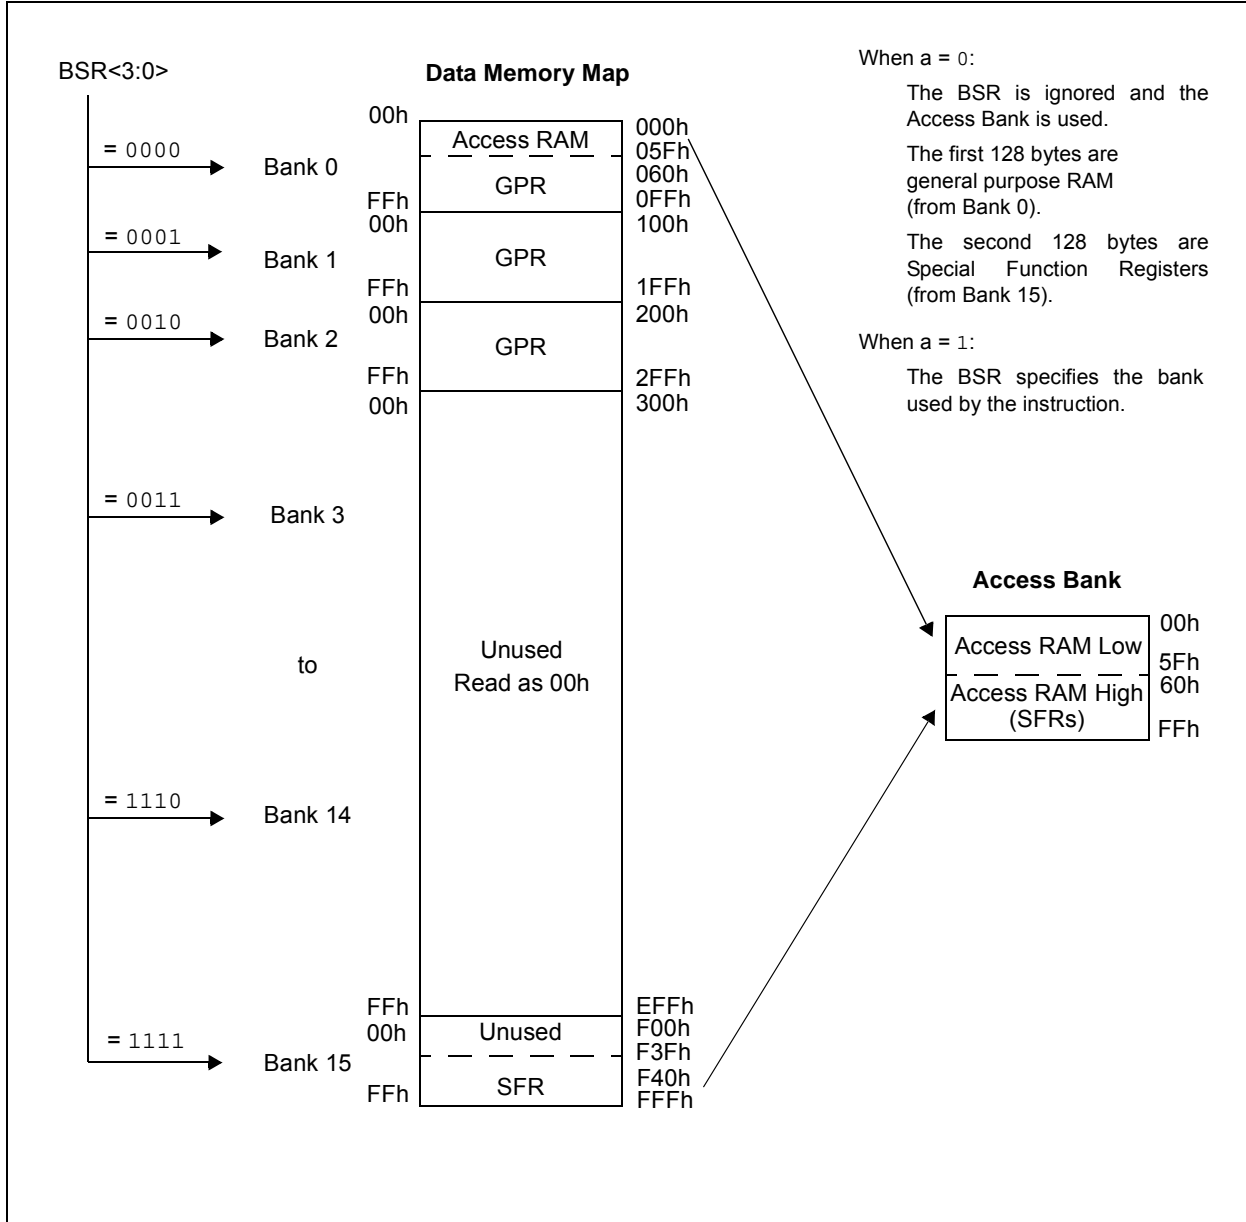 BSR<3:0>
= 0000
Bank 0
= 0001
Bank 1
= 0010
Bank 2
= 0011
Bank 3
to
= 1110
Bank 14
= 1111
Bank 15
Data Memory Map
00h
Access RAM
000h
05Fh
060h
GPR
FFh
0FFh
00h
100h
GPR
FFh
1FFh
00h
200h
GPR
FFh
2FFh
00h
300h
Unused
Read as 00h
FFh
EFFh
00h
Unused
F00h
F3Fh
F40h
SFR
FFh
FFFh
When a = 0:
The BSR is ignored and the
Access Bank is used.
The first 128 bytes are
general purpose RAM
(from Bank 0).
The second 128 bytes are
Special Function Registers
(from Bank 15).
When a = 1:
The BSR specifies the bank
used by the instruction.
Access Bank
00h
Access RAM Low
5Fh
60h
Access RAM High
(SFRs)
FFh